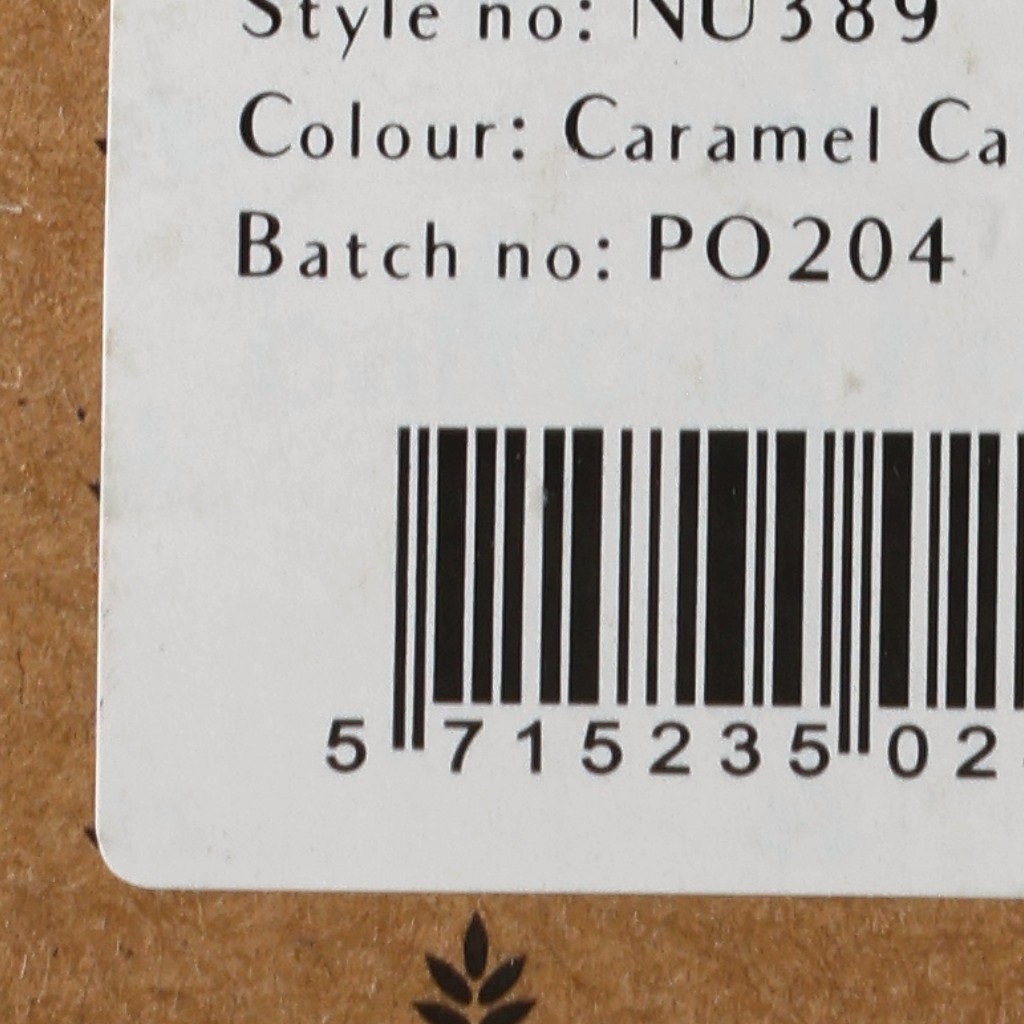 Style no: NU389
Colour: Caramel Ca
Batch no: PO204
5 715235 02